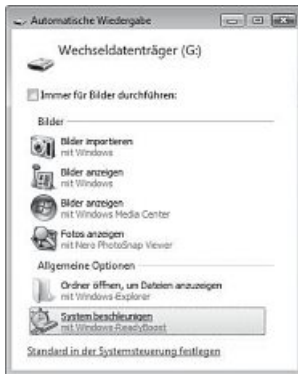 Automatische Wiedergabe
Wechseldatenträger (G:)
Immer für Bilder durchführen:
Bilder
Bilder importieren
mit Windows
Bilder anzeigen
mit Windows
Bilder anzeigen
mit Windows Media Center
Fotos anzeigen
mit Nero PhotoSnap Viewer
Allgemeine Optionen
Ordner öffnen, um Dateien anzuzeigen
mit Windows-Explorer
System beschleunigen
mit Windows-ReadyBoost
Standard in der Systemsteuerung festlegen